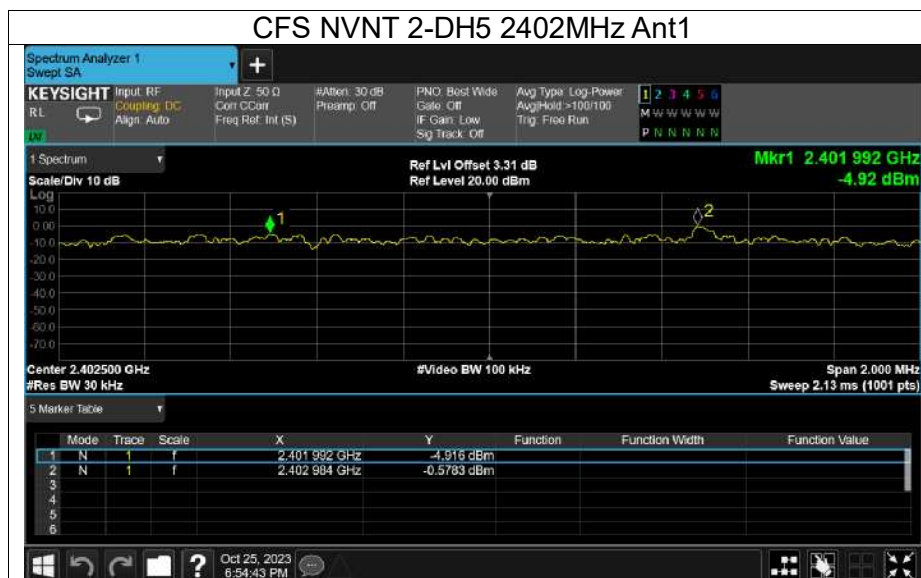 CFS NVNT 2-DH5 2402MHz Ant1
Spectrum Analyzer 1
Swept SA
+
KEYSIGHT Input: RF Input Z: 50 Ω #Atten: 30 dB PNO: Best Wide Avg Type: Log-Power 1 2 3 4 5 6
RL Coupling: DC Corr CCorr Preamp: Off Gate: Off Avg|Hold:>100/100 M W W W W W
Align: Auto Freq Ref: Int (S) IF Gain: Low Trig: Free Run
LXI Sig Track: Off P N N N N N
1 Spectrum Ref Lvl Offset 3.31 dB Mkr1 2.401 992 GHz
Scale/Div 10 dB Ref Level 20.00 dBm -4.92 dBm
Log
10.0
0.00
-10.0
-20.0
-30.0
-40.0
-50.0
-60.0
-70.0
1
2
Center 2.402500 GHz #Video BW 100 kHz Span 2.000 MHz
#Res BW 30 kHz Sweep 2.13 ms (1001 pts)
5 Marker Table
Mode Trace Scale X Y Function Function Width Function Value
1 N 1 f 2.401 992 GHz -4.916 dBm
2 N 1 f 2.402 984 GHz -0.5783 dBm
3
4
5
6
? Oct 25, 2023
6:54:43 PM